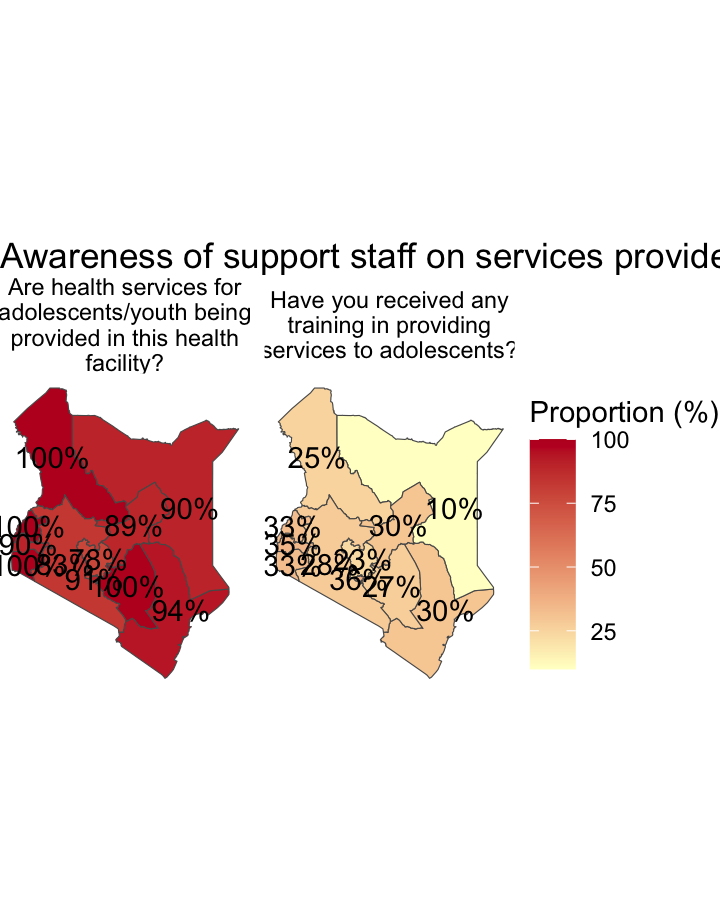 Awareness of support staff on services provide
Are health services for
adolescents/youth being
provided in this health
facility?
Have you received any
training in providing
services to adolescents?
Proportion (%)
100
75
50
25
100%
90%
89%
100%
90%
100%
83%
78%
91%
100%
94%
25%
10%
30%
33%
35%
33%
28%
23%
36%
27%
30%